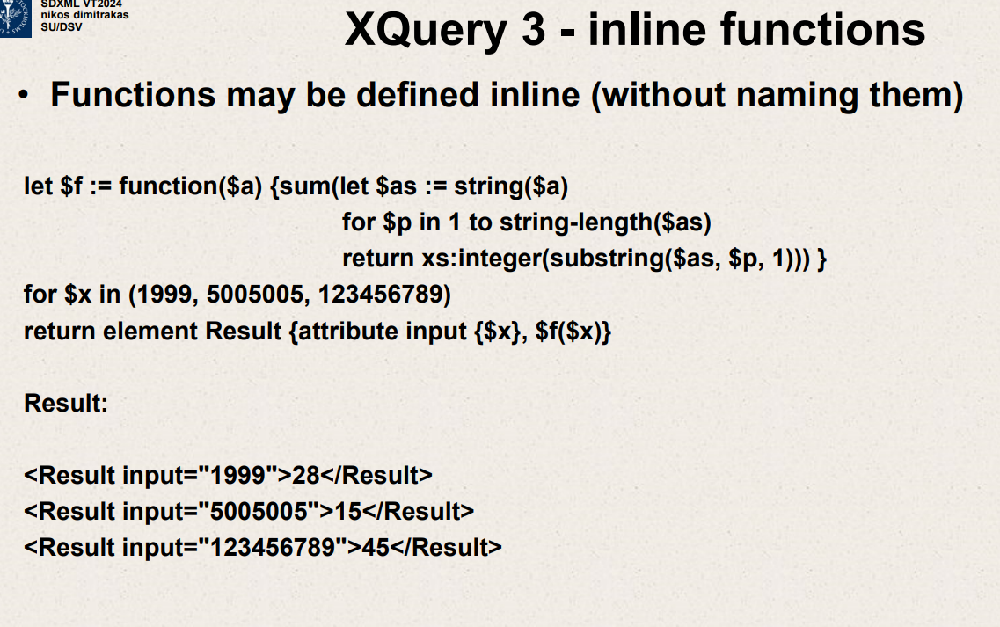 SDXML VT2024
nikos dimitrakas
SU/DSV
XQuery 3 - inline functions
• Functions may be defined inline (without naming them)
let $f := function($a) {sum(let $as := string($a)
for $p in 1 to string-length($as)
return xs:integer(substring($as, $p, 1))) }
for $x in (1999, 5005005, 123456789)
return element Result {attribute input {$x}, $f($x)}
Result:
<Result input="1999">28</Result>
<Result input="5005005">15</Result>
<Result input="123456789">45</Result>